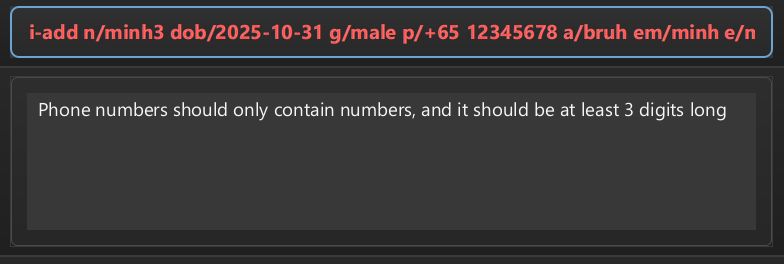 i-add n/minh3 dob/2025-10-31 g/male p/+65 12345678 a/bruh em/minh e/n
Phone numbers should only contain numbers, and it should be at least 3 digits long